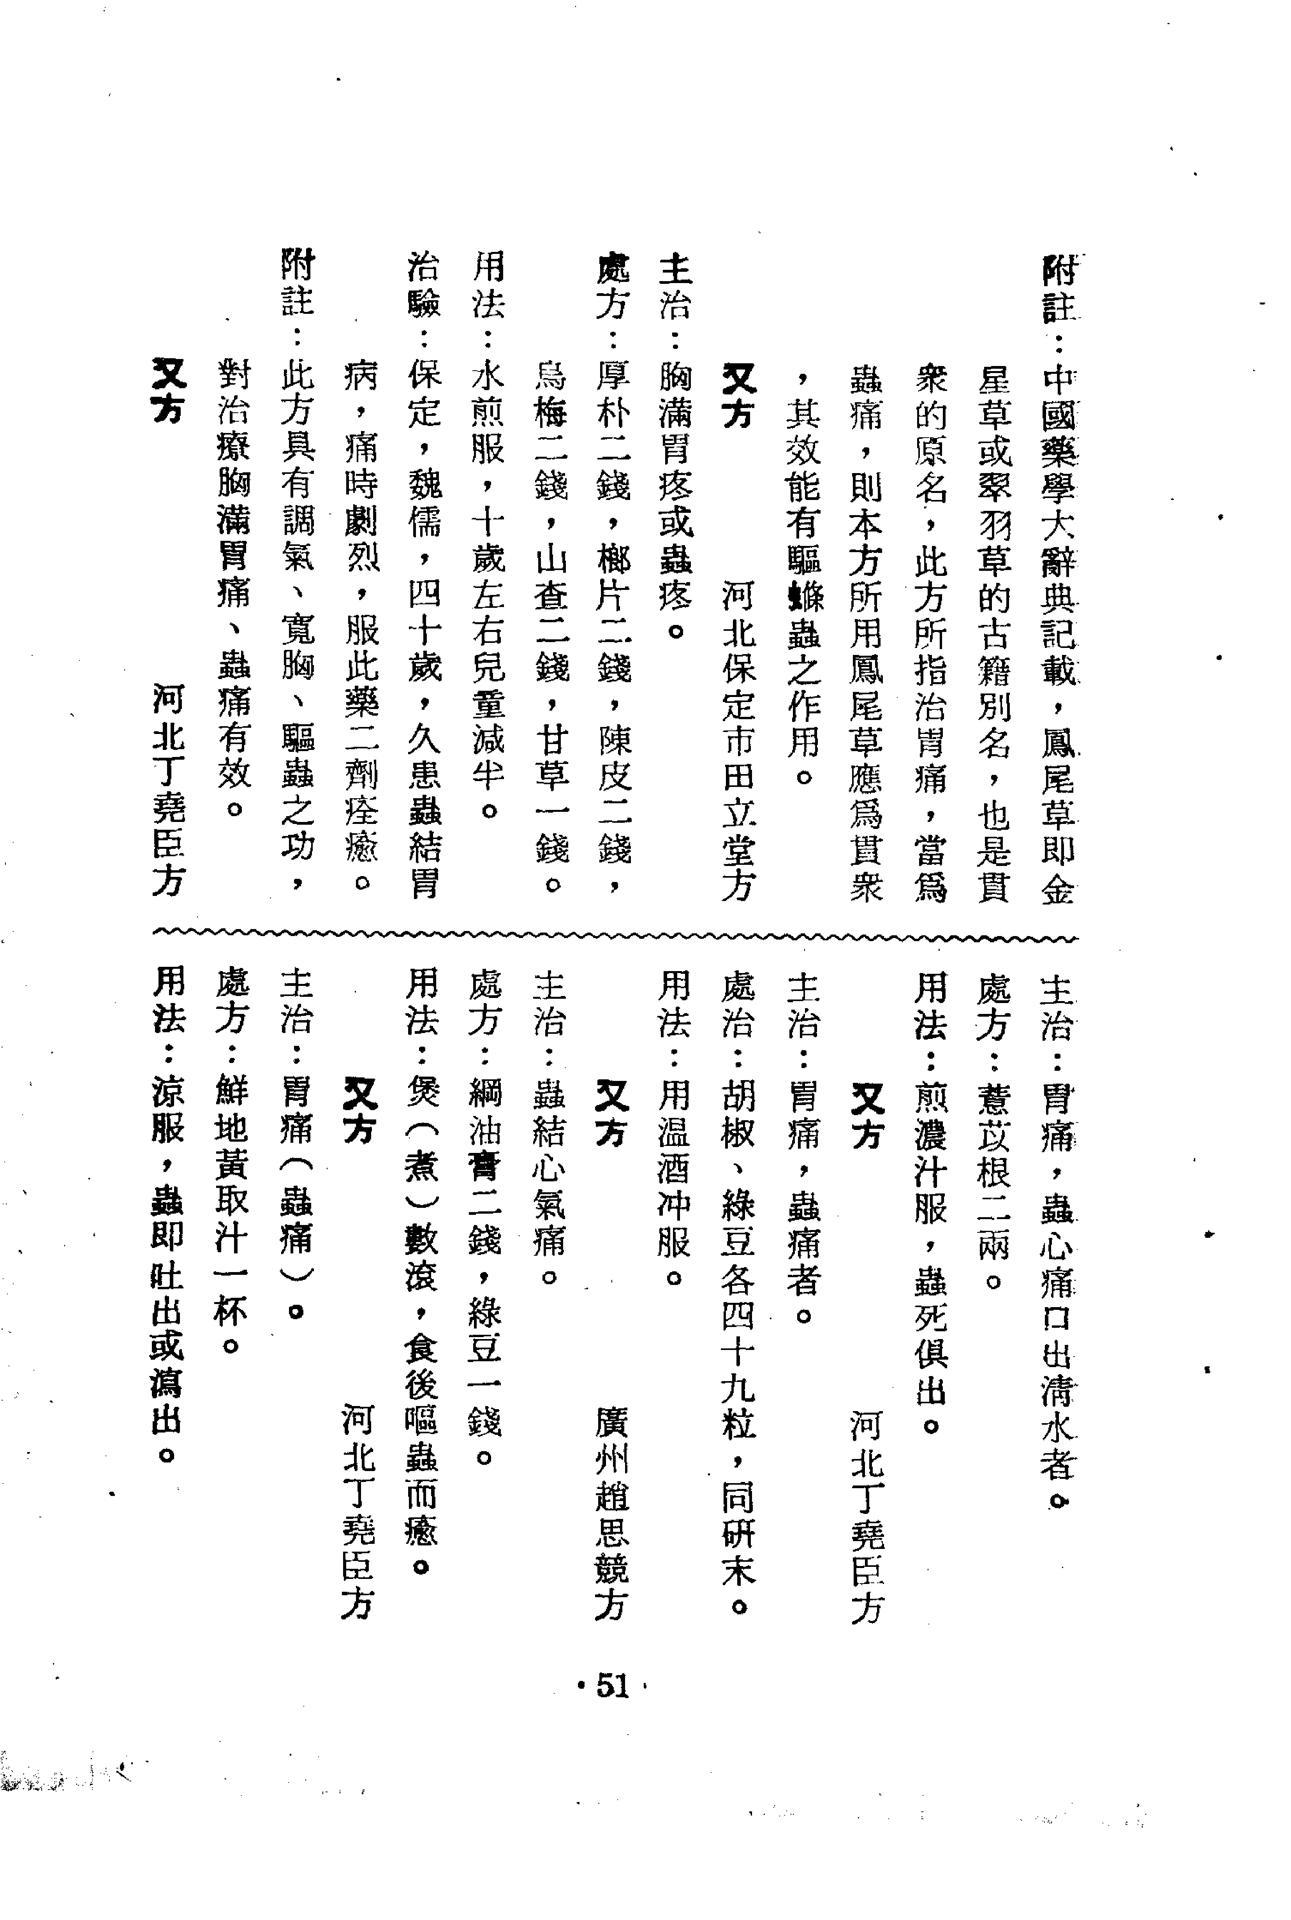 附註：中國藥學大辭典記載，鳳尾草即金
星草或翠羽草的古籍別名，也是貫
衆的原名，此方所指治胃痛，當爲
蟲痛，則本方所用鳳尾草應爲貫衆
，其效能有驅蟲之作用。
又方　河北保定市田立堂方
主治：胸滿胃疼或蟲疼。
處方：厚朴二錢，榔片二錢，陳皮二錢，
烏梅二錢，山查二錢，甘草一錢。
用法：水煎服，十歲左右兒童減半。
治驗：保定，魏儒，四十歲，久患蟲結胃
病，痛時劇烈，服此藥二劑痊癒。
附註：此方具有調氣、寬胸、驅蟲之功，
對治療胸滿胃痛、蟲痛有效。
又方　河北丁堯臣方
主治：胃痛，蟲心痛口出清水者。
處方：薏苡根二兩。
用法：煎濃汁服，蟲死俱出。
又方　河北丁堯臣方
主治：胃痛，蟲痛者。
處治：胡椒、綠豆各四十九粒，同研末。
用法：用温酒冲服。
又方　廣州趙思競方
主治：蟲結心氣痛。
處方：綱油膏二錢，綠豆一錢。
用法：煲（煮）數滾，食後嘔蟲而癒。
又方　河北丁堯臣方
主治：胃痛（蟲痛）。
處方：鮮地黃取汁一杯。
用法：涼服，蟲即吐出或瀉出。
·51·